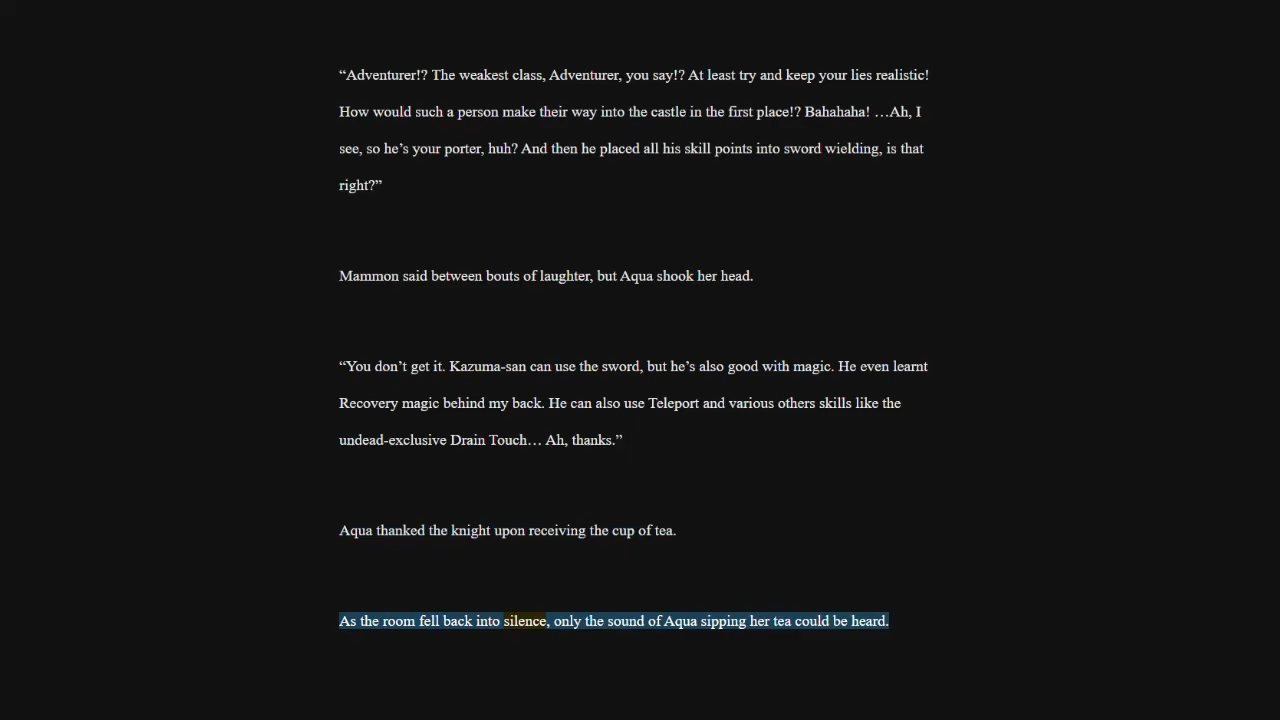 “Adventurer!? The weakest class, Adventurer, you say!? At least try and keep your lies realistic!
How would such a person make their way into the castle in the first place!? Bahahaha! …Ah, I
see, so he’s your porter, huh? And then he placed all his skill points into sword wielding, is that
right?”
Mammon said between bouts of laughter, but Aqua shook her head.
“You don’t get it. Kazuma-san can use the sword, but he’s also good with magic. He even learnt
Recovery magic behind my back. He can also use Teleport and various others skills like the
undead-exclusive Drain Touch… Ah, thanks.”
Aqua thanked the knight upon receiving the cup of tea.
As the room fell back into silence, only the sound of Aqua sipping her tea could be heard.